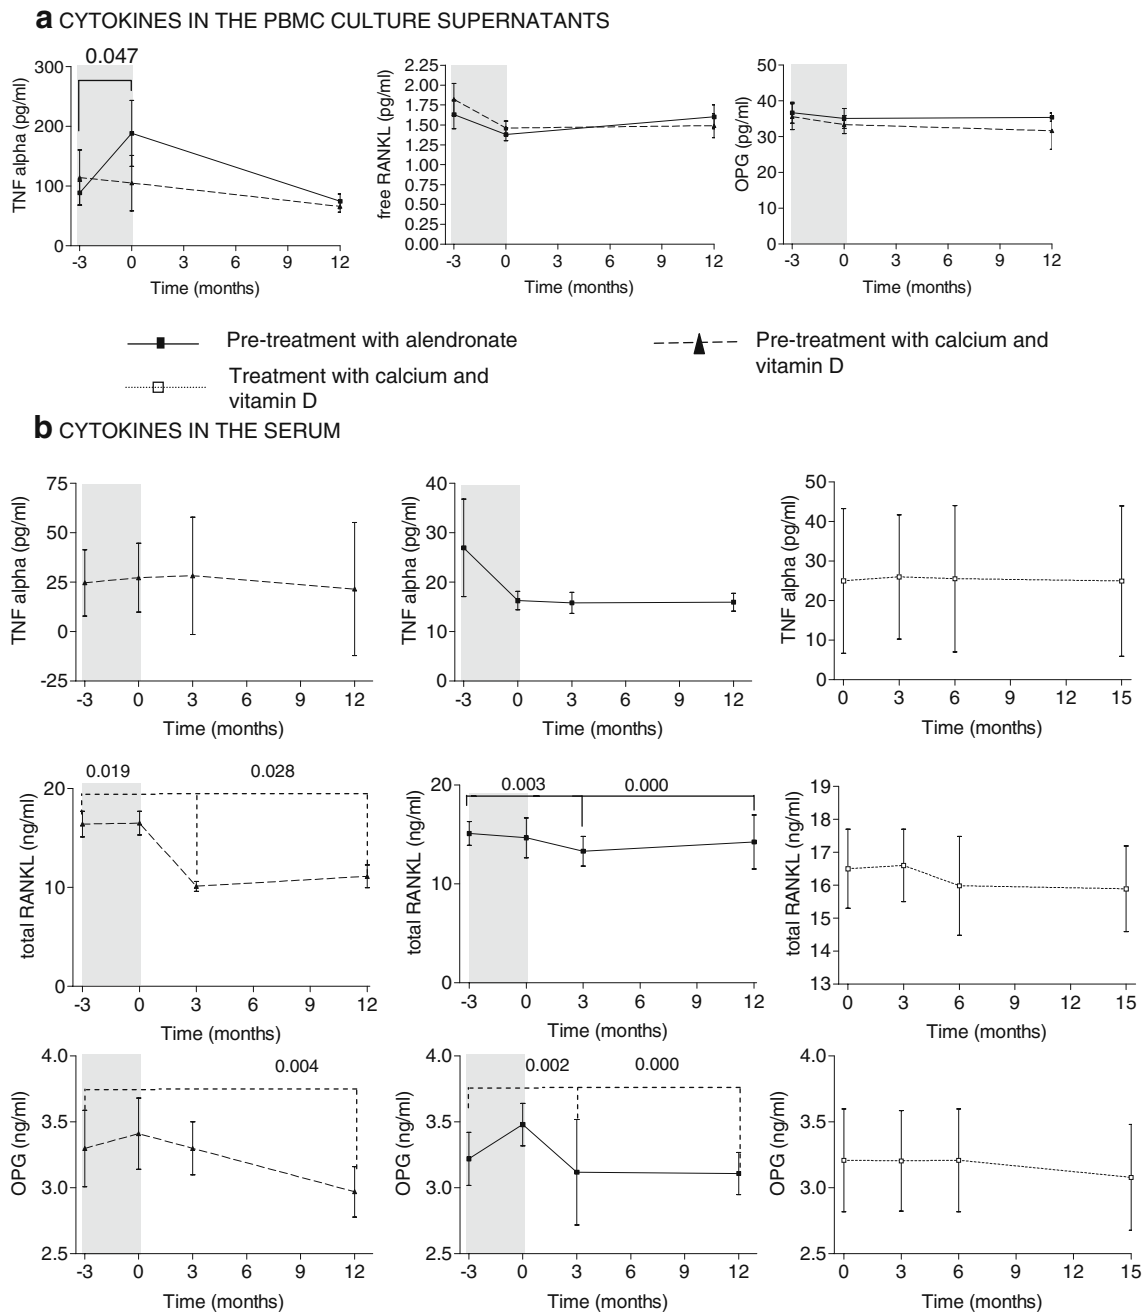 a CYTOKINES IN THE PBMC CULTURE SUPERNATANTS
0.047
TNF alpha (pg/ml)
300
200
100
0
-3 0 3 6 9 12
Time (months)
free RANKL (pg/ml)
2.25
2.00
1.75
1.50
1.25
1.00
0.75
0.50
0.25
0.00
-3 0 3 6 9 12
Time (months)
OPG (pg/ml)
50
40
30
20
10
0
-3 0 3 6 9 12
Time (months)
Pre-treatment with alendronate
Pre-treatment with calcium and
vitamin D
Treatment with calcium and
vitamin D
b CYTOKINES IN THE SERUM
TNF alpha (pg/ml)
75
50
25
0
-25
-3 0 3 6 9 12
Time (months)
TNF alpha (pg/ml)
40
30
20
10
0
-3 0 3 6 9 12
Time (months)
TNF alpha (pg/ml)
50
40
30
20
10
0
0 3 6 9 12 15
Time (months)
0.019 0.028
total RANKL (ng/ml)
20
10
0
-3 0 3 6 9 12
Time (months)
0.003 0.000
total RANKL (ng/ml)
20
10
0
-3 0 3 6 9 12
Time (months)
total RANKL (ng/ml)
19
18
17
16
15
14
13
0 3 6 9 12 15
Time (months)
0.004
OPG (ng/ml)
4.0
3.5
3.0
2.5
-3 0 3 6 9 12
Time (months)
0.002 0.000
OPG (ng/ml)
4.0
3.5
3.0
2.5
-3 0 3 6 9 12
Time (months)
OPG (ng/ml)
4.0
3.5
3.0
2.5
0 3 6 9 12 15
Time (months)